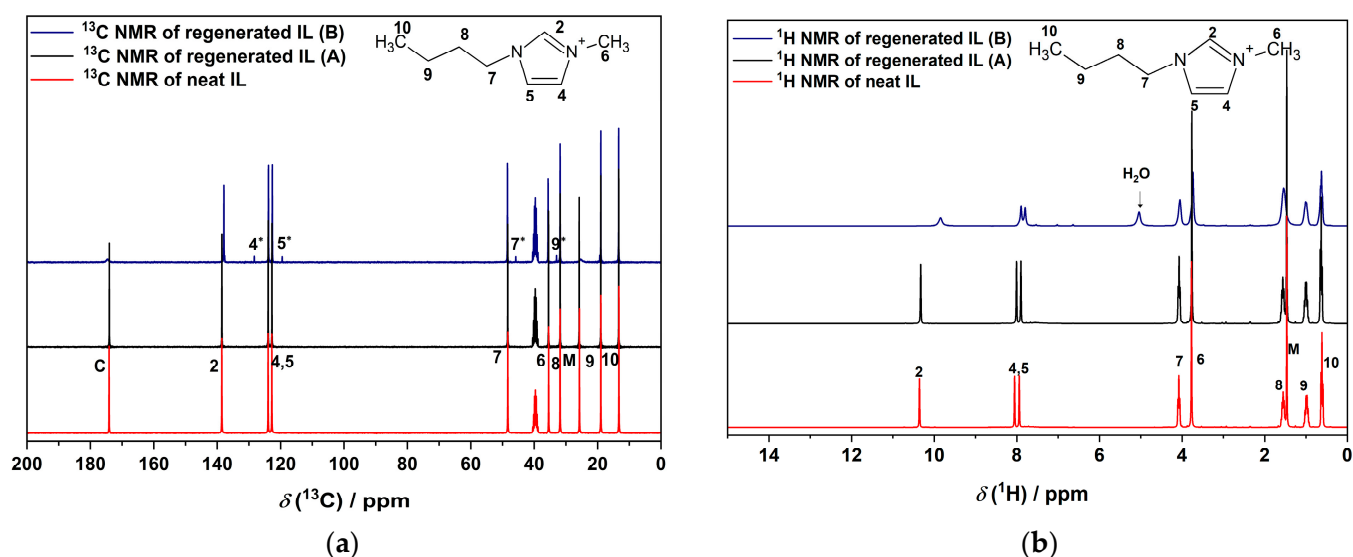 ¹³C NMR of regenerated IL (B)
¹³C NMR of regenerated IL (A)
¹³C NMR of neat IL
10
H₃C
8
9
7
N
2
N
+
CH₃
6
5
4
4*
5*
7*
9*
C
2
4,5
7
6
8
M
9
10
200
180
160
140
120
100
80
60
40
20
0
δ (¹³C) / ppm
(a)
¹H NMR of regenerated IL (B)
¹H NMR of regenerated IL (A)
¹H NMR of neat IL
10
H₃C
8
9
7
N
2
N
+
CH₃
6
5
4
H₂O
2
4,5
7
6
8
M
9
10
14
12
10
8
6
4
2
0
δ (¹H) / ppm
(b)